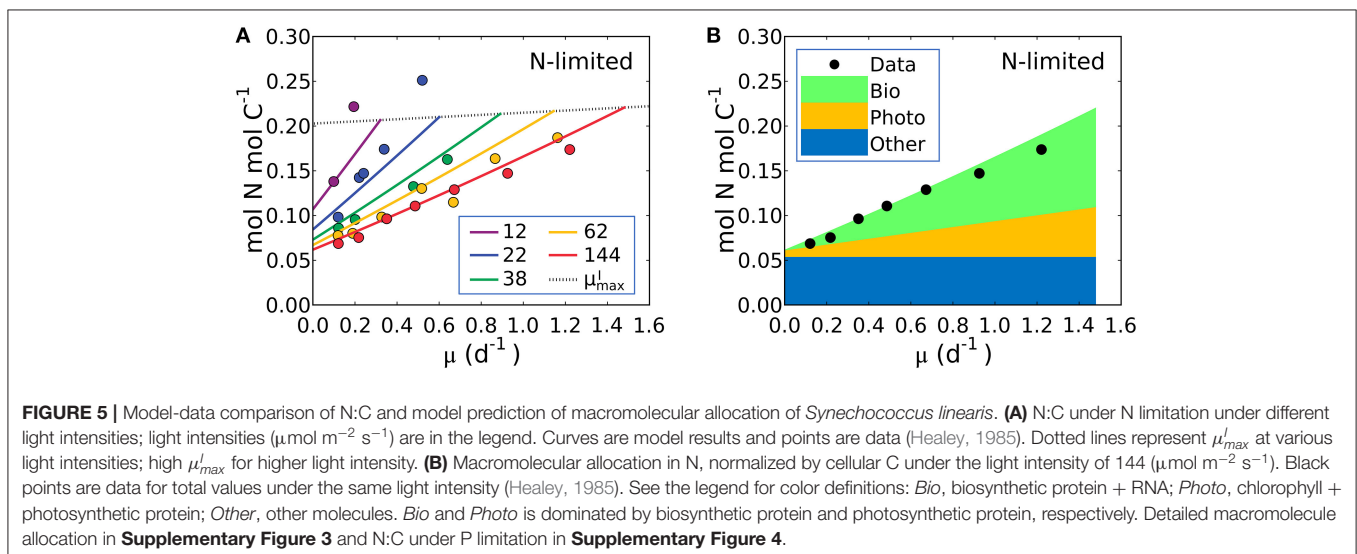 A
B
0.30
0.25
0.20
0.15
0.10
0.05
0.00
mol N mol C⁻¹
N-limited
12
22
38
62
144
μᴵmax
0.0 0.2 0.4 0.6 0.8 1.0 1.2 1.4 1.6
μ (d⁻¹)
0.30
0.25
0.20
0.15
0.10
0.05
0.00
mol N mol C⁻¹
N-limited
Data
Bio
Photo
Other
0.0 0.2 0.4 0.6 0.8 1.0 1.2 1.4 1.6
μ (d⁻¹)
FIGURE 5 | Model-data comparison of N:C and model prediction of macromolecular allocation of Synechococcus linearis. (A) N:C under N limitation under different
light intensities; light intensities (μmol m⁻² s⁻¹) are in the legend. Curves are model results and points are data (Healey, 1985). Dotted lines represent μᴵmax at various
light intensities; high μᴵmax for higher light intensity. (B) Macromolecular allocation in N, normalized by cellular C under the light intensity of 144 (μmol m⁻² s⁻¹). Black
points are data for total values under the same light intensity (Healey, 1985). See the legend for color definitions: Bio, biosynthetic protein + RNA; Photo, chlorophyll +
photosynthetic protein; Other, other molecules. Bio and Photo is dominated by biosynthetic protein and photosynthetic protein, respectively. Detailed macromolecule
allocation in Supplementary Figure 3 and N:C under P limitation in Supplementary Figure 4.